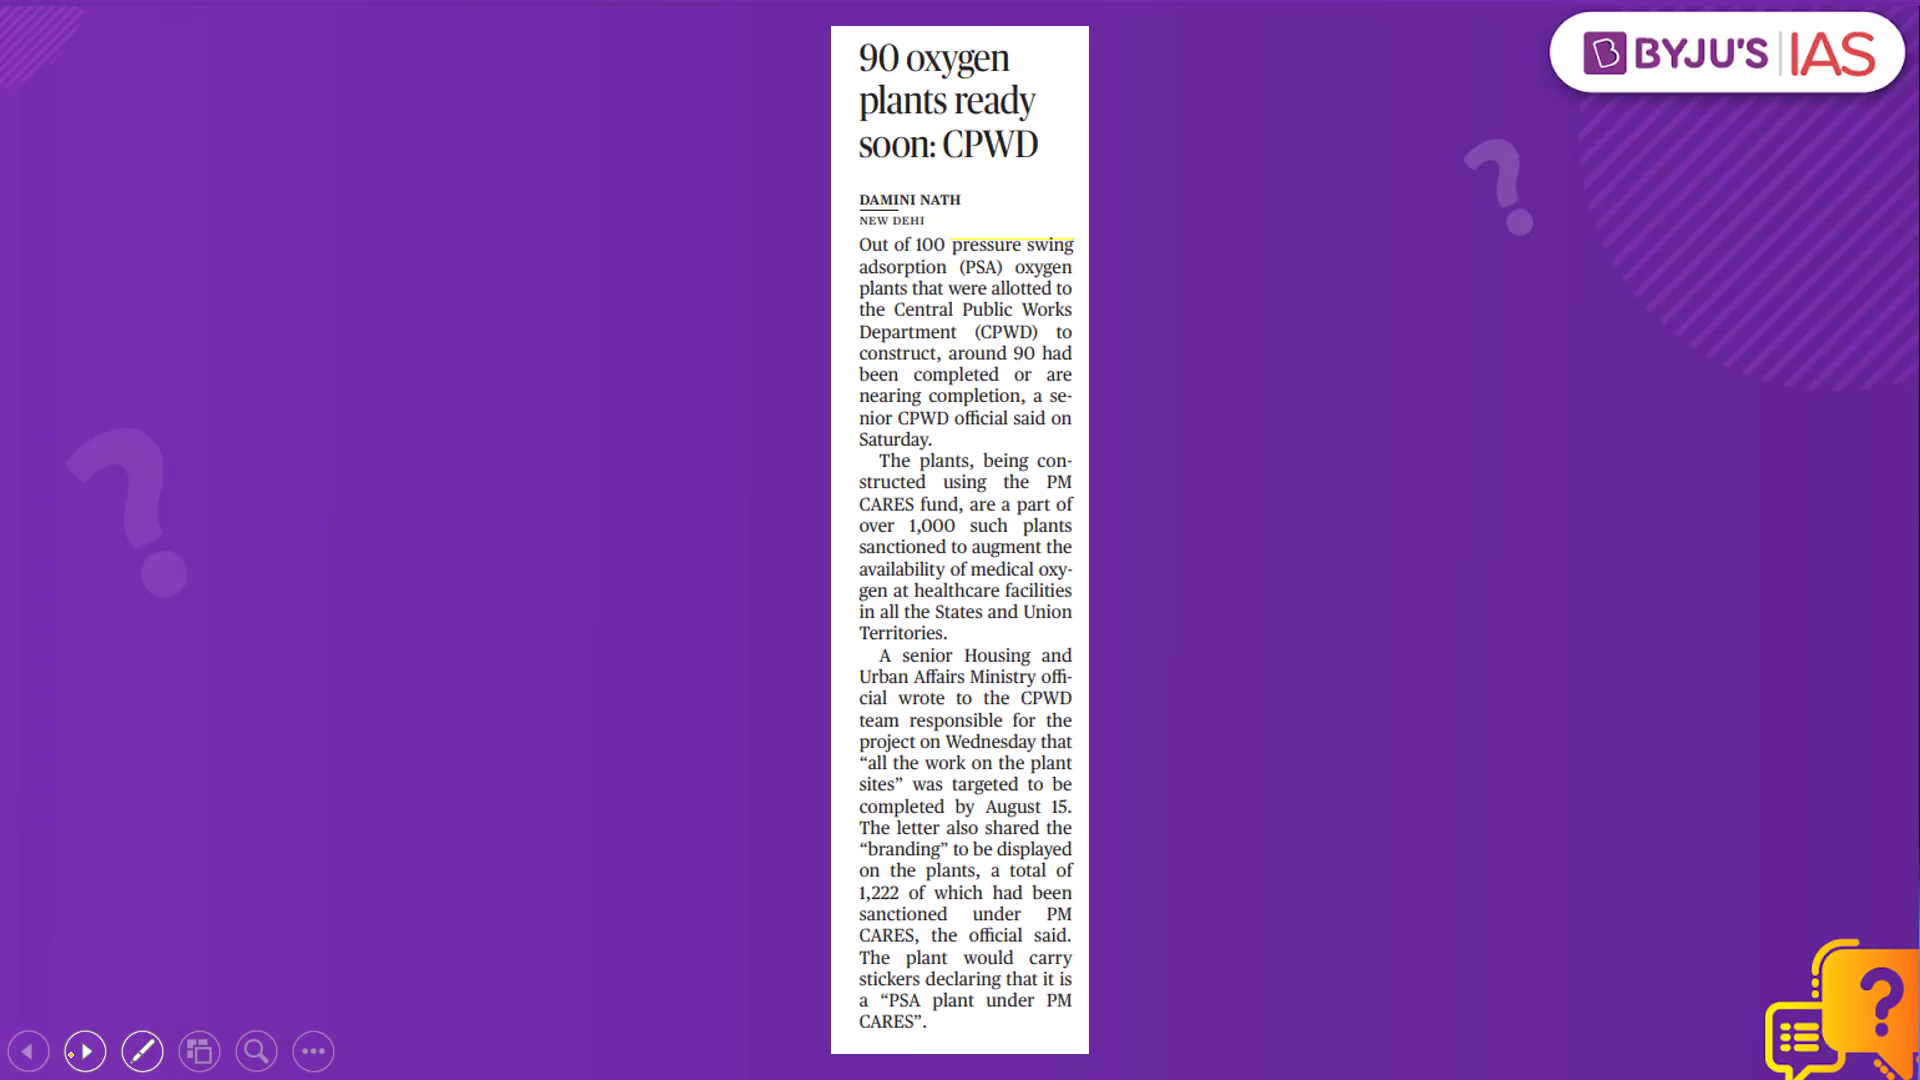 90 oxygen
plants ready
soon: CPWD
DAMINI NATH
NEW DEHI
Out of 100 pressure swing
adsorption (PSA) oxygen
plants that were allotted to
the Central Public Works
Department (CPWD) to
construct, around 90 had
been completed or are
nearing completion, a se-
nior CPWD official said on
Saturday.
The plants, being con-
structed using the PM
CARES fund, are a part of
over 1,000 such plants
sanctioned to augment the
availability of medical oxy-
gen at healthcare facilities
in all the States and Union
Territories.
A senior Housing and
Urban Affairs Ministry offi-
cial wrote to the CPWD
team responsible for the
project on Wednesday that
“all the work on the plant
sites” was targeted to be
completed by August 15.
The letter also shared the
“branding” to be displayed
on the plants, a total of
1,222 of which had been
sanctioned under PM
CARES, the official said.
The plant would carry
stickers declaring that it is
a “PSA plant under PM
CARES”.
B BYJU'S | IAS
?
?
?